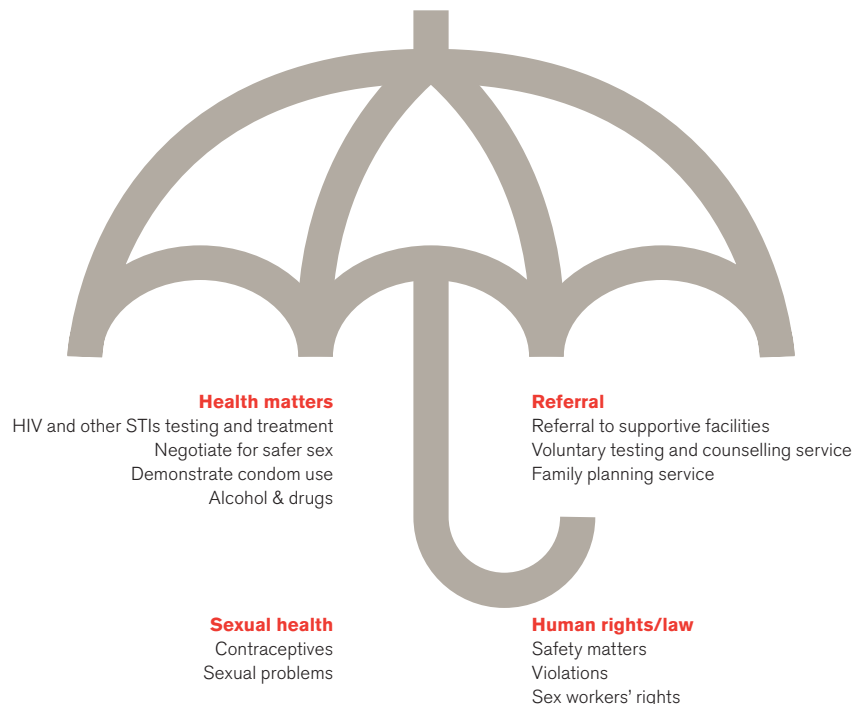 Health matters
HIV and other STIs testing and treatment
Negotiate for safer sex
Demonstrate condom use
Alcohol & drugs
Referral
Referral to supportive facilities
Voluntary testing and counselling service
Family planning service
Sexual health
Contraceptives
Sexual problems
Human rights/law
Safety matters
Violations
Sex workers' rights